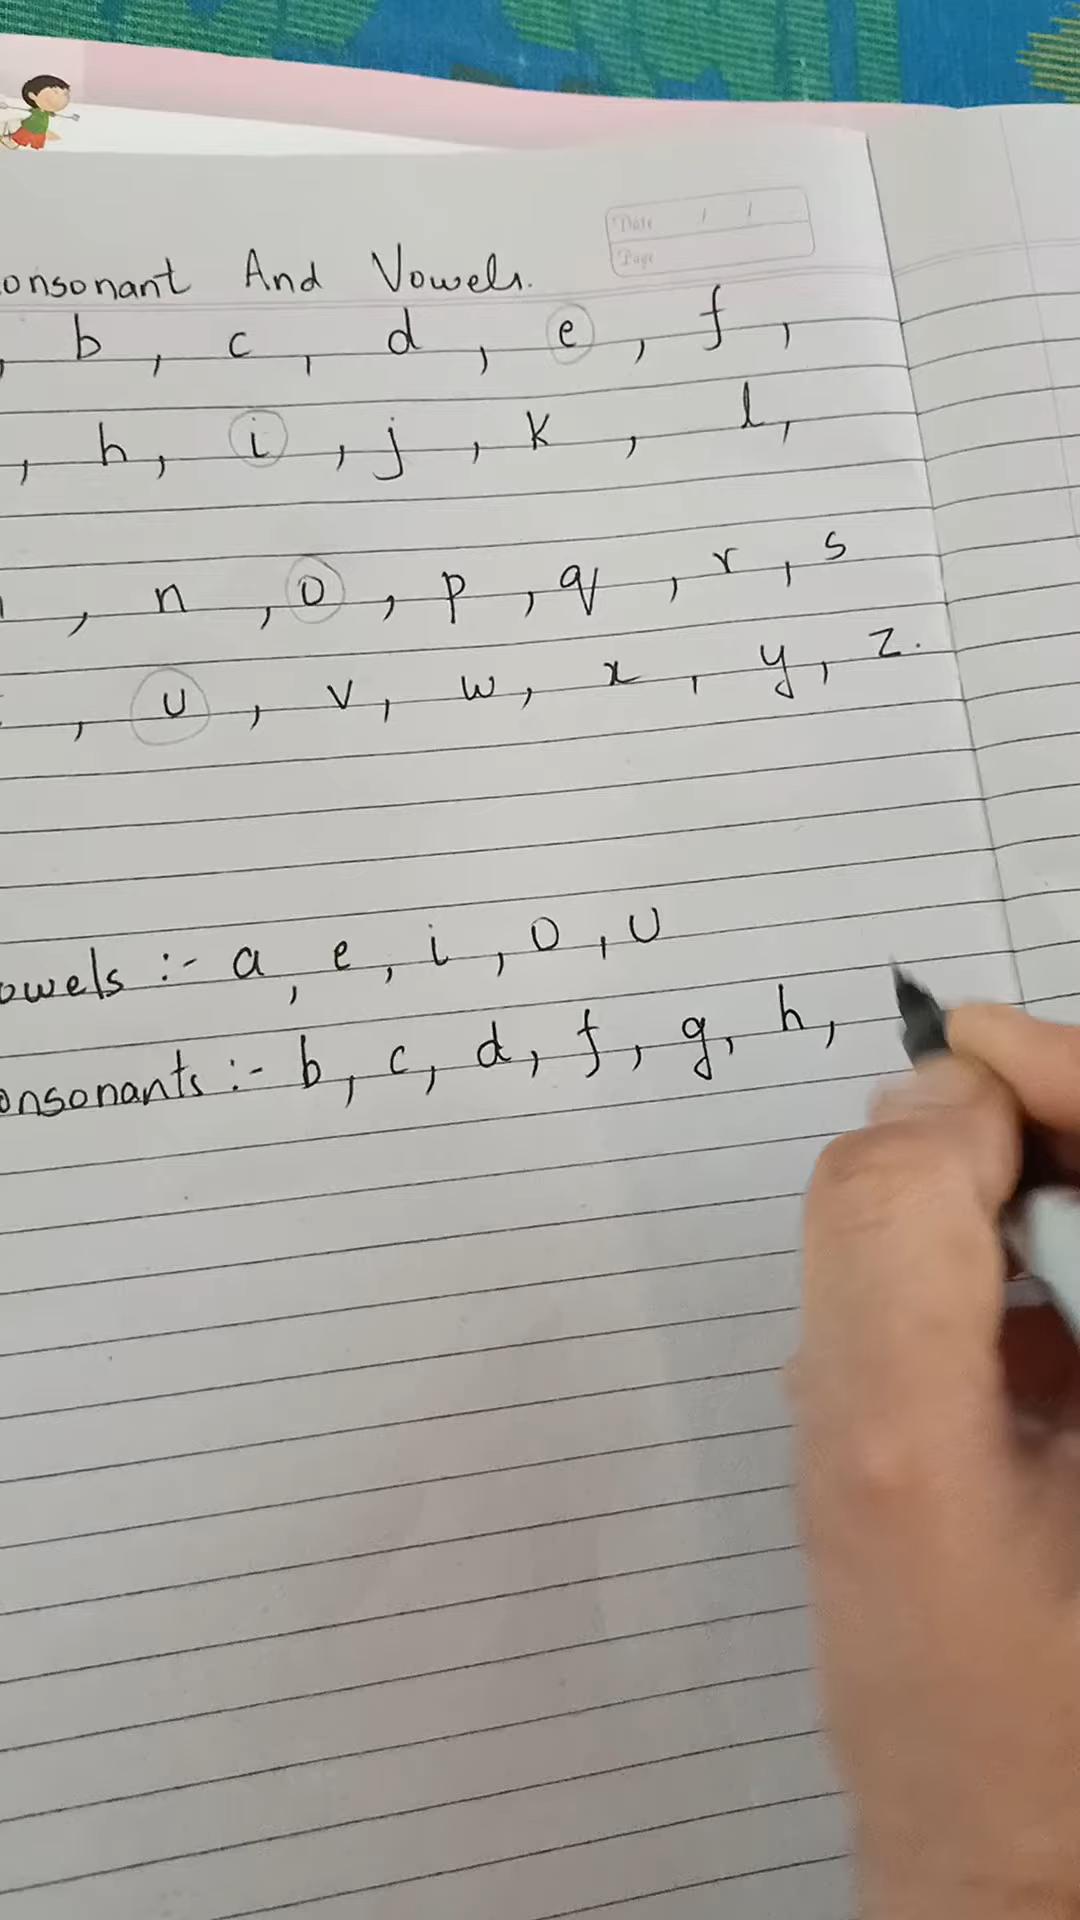 Date / /
Page
onsonant And Vowels.
, b, c, d, e, f,
, h, i, j, k, l,
, n, o, p, q, r, s
, u, v, w, x, y, z.
owels :- a, e, i, o, u
onsonants :- b, c, d, f, g, h,